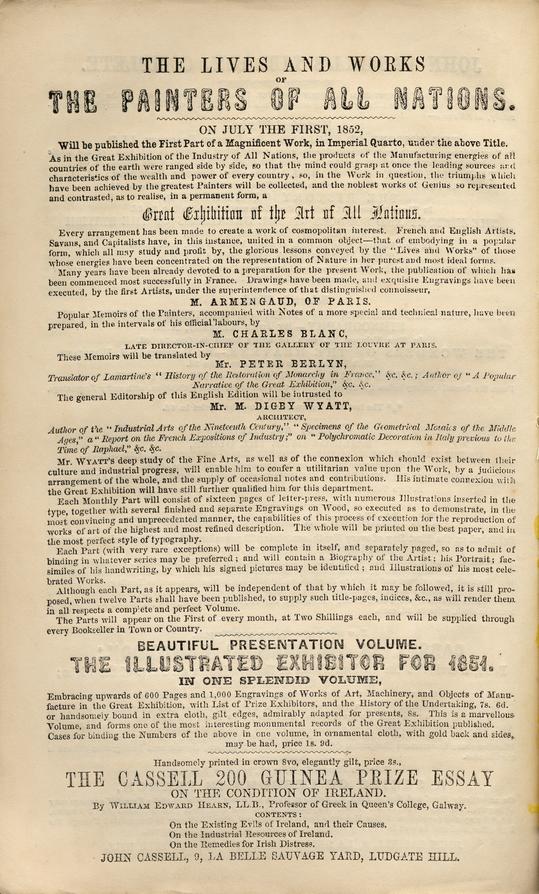 THE LIVES AND WORKS
OF
THE PAINTERS OF ALL NATIONS.
ON JULY THE FIRST, 1852,
Will be published the First Part of a Magnificent Work, in Imperial Quarto, under the above Title.
As in the Great Exhibition of the Industry of All Nations, the products of the Manufacturing energies of all
countries of the earth were ranged side by side, so that the mind could grasp at once the leading sources and
characteristics of the wealth and power of every country, so, in the Work in question, the triumphs which
have been achieved by the greatest Painters will be collected, and the noblest works of Genius so represented
and contrasted, as to realise, in a permanent form, a
Great Exhibition of the Art of All Nations.
Every arrangement has been made to create a work of cosmopolitan interest. French and English Artists,
Savans, and Capitalists have, in this instance, united in a common object—that of embodying in a popular
form, which all may study and profit by, the glorious lessons conveyed by the "Lives and Works" of those
whose energies have been concentrated on the representation of Nature in her purest and most ideal forms.
Many years have been already devoted to a preparation for the present Work, the publication of which has
been commenced most successfully in France. Drawings have been made, and exquisite Engravings have been
executed, by the first Artists, under the superintendence of that distinguished connoisseur,
M. ARMENGAUD, OF PARIS.
Popular Memoirs of the Painters, accompanied with Notes of a more special and technical nature, have been
prepared, in the intervals of his official labours, by
M. CHARLES BLANC,
LATE DIRECTOR-IN-CHIEF OF THE GALLERY OF THE LOUVRE AT PARIS.
These Memoirs will be translated by
Mr. PETER BERLYN,
Translator of Lamartine's "History of the Restoration of Monarchy in France," &c. &c.; Author of "A Popular
Narrative of the Great Exhibition," &c. &c.
The general Editorship of this English Edition will be intrusted to
Mr. M. DIGBY WYATT,
ARCHITECT,
Author of the "Industrial Arts of the Nineteenth Century," "Specimens of the Geometrical Mosaics of the Middle
Ages," a "Report on the French Expositions of Industry;" on "Polychromatic Decoration in Italy previous to the
Time of Raphael," &c. &c.
Mr. WYATT'S deep study of the Fine Arts, as well as of the connexion which should exist between their
culture and industrial progress, will enable him to confer a utilitarian value upon the Work, by a judicious
arrangement of the whole, and the supply of occasional notes and contributions. His intimate connexion with
the Great Exhibition will have still further qualified him for this department.
Each Monthly Part will consist of sixteen pages of letter-press, with numerous Illustrations inserted in the
type, together with several finished and separate Engravings on Wood, so executed as to demonstrate, in the
most convincing and unprecedented manner, the capabilities of this process of execution for the reproduction of
works of art of the highest and most refined description. The whole will be printed on the best paper, and in
the most perfect style of typography.
Each Part (with very rare exceptions) will be complete in itself, and separately paged, so as to admit of
binding in whatever series may be preferred; and will contain a Biography of the Artist; his Portrait; fac-
similes of his handwriting, by which his signed pictures may be identified; and Illustrations of his most cele-
brated Works.
Although each Part, as it appears, will be independent of that by which it may be followed, it is still pro-
posed, when twelve Parts shall have been published, to supply such title-pages, indices, &c., as will render them
in all respects a complete and perfect Volume.
The Parts will appear on the First of every month, at Two Shillings each, and will be supplied through
every Bookseller in Town or Country.
BEAUTIFUL PRESENTATION VOLUME.
THE ILLUSTRATED EXHIBITOR FOR 1851.
IN ONE SPLENDID VOLUME,
Embracing upwards of 600 Pages and 1,000 Engravings of Works of Art, Machinery, and Objects of Manu-
facture in the Great Exhibition, with List of Prize Exhibitors, and the History of the Undertaking, 7s. 6d.
or handsomely bound in extra cloth, gilt edges, admirably adapted for presents, 8s. This is a marvellous
Volume, and forms one of the most interesting monumental records of the Great Exhibition published.
Cases for binding the Numbers of the above in one volume, in ornamental cloth, with gold back and sides,
may be had, price 1s. 9d.
Handsomely printed in crown 8vo, elegantly gilt, price 3s.,
THE CASSELL 200 GUINEA PRIZE ESSAY
ON THE CONDITION OF IRELAND.
By WILLIAM EDWARD HEARN, LL.B., Professor of Greek in Queen's College, Galway.
CONTENTS:
On the Existing Evils of Ireland, and their Causes.
On the Industrial Resources of Ireland.
On the Remedies for Irish Distress.
JOHN CASSELL, 9, LA BELLE SAUVAGE YARD, LUDGATE HILL.